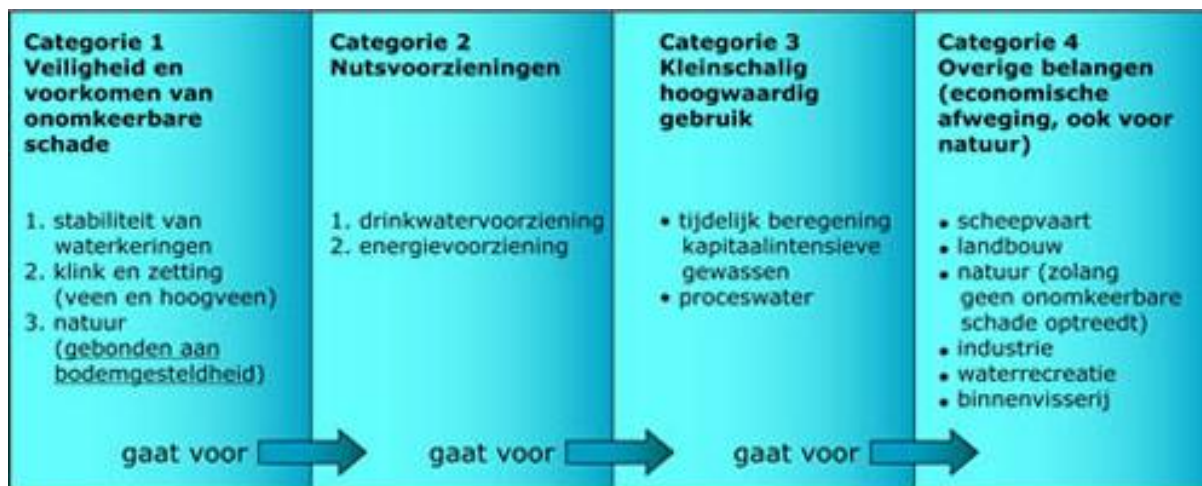 Categorie 1
Veiligheid en
voorkomen van
onomkeerbare
schade
1. stabiliteit van
waterkeringen
2. klink en zetting
(veen en hoogveen)
3. natuur
(gebonden aan
bodemgesteldheid)
gaat voor
Categorie 2
Nutsvoorzieningen
1. drinkwatervoorziening
2. energievoorziening
gaat voor
Categorie 3
Kleinschalig
hoogwaardig
gebruik
• tijdelijk beregening
kapitaalintensieve
gewassen
• proceswater
gaat voor
Categorie 4
Overige belangen
(economische
afweging, ook voor
natuur)
• scheepvaart
• landbouw
• natuur (zolang
geen onomkeerbare
schade optreedt)
• industrie
• waterrecreatie
• binnenvisserij